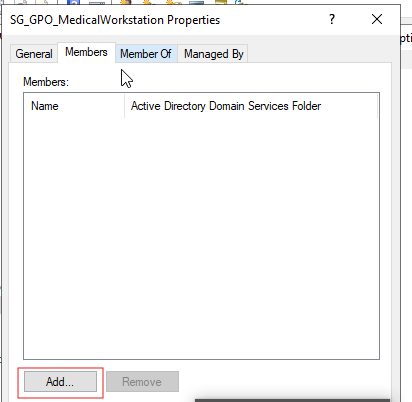 SG_GPO_MedicalWorkstation Properties ? ×
General Members Member Of Managed By
Members:
Name Active Directory Domain Services Folder
Add... Remove